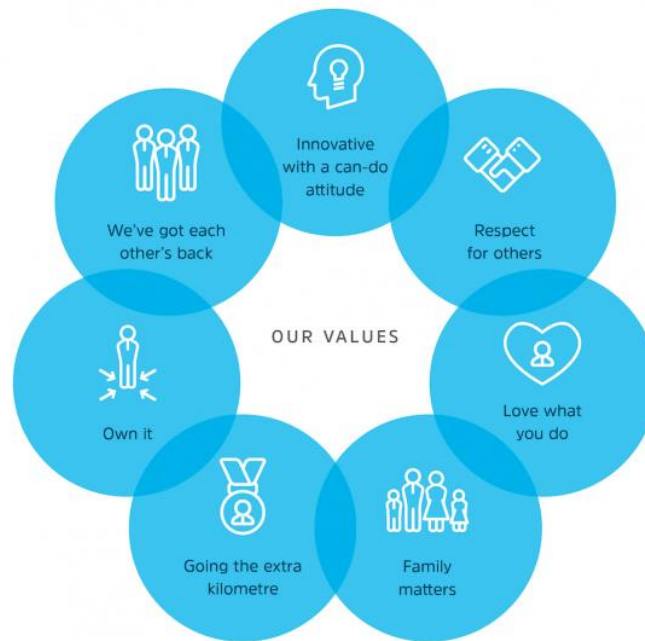 Innovative
with a can-do
attitude
We've got each
other's back
Respect
for others
OUR VALUES
Own it
Love what
you do
Going the extra
kilometre
Family
matters